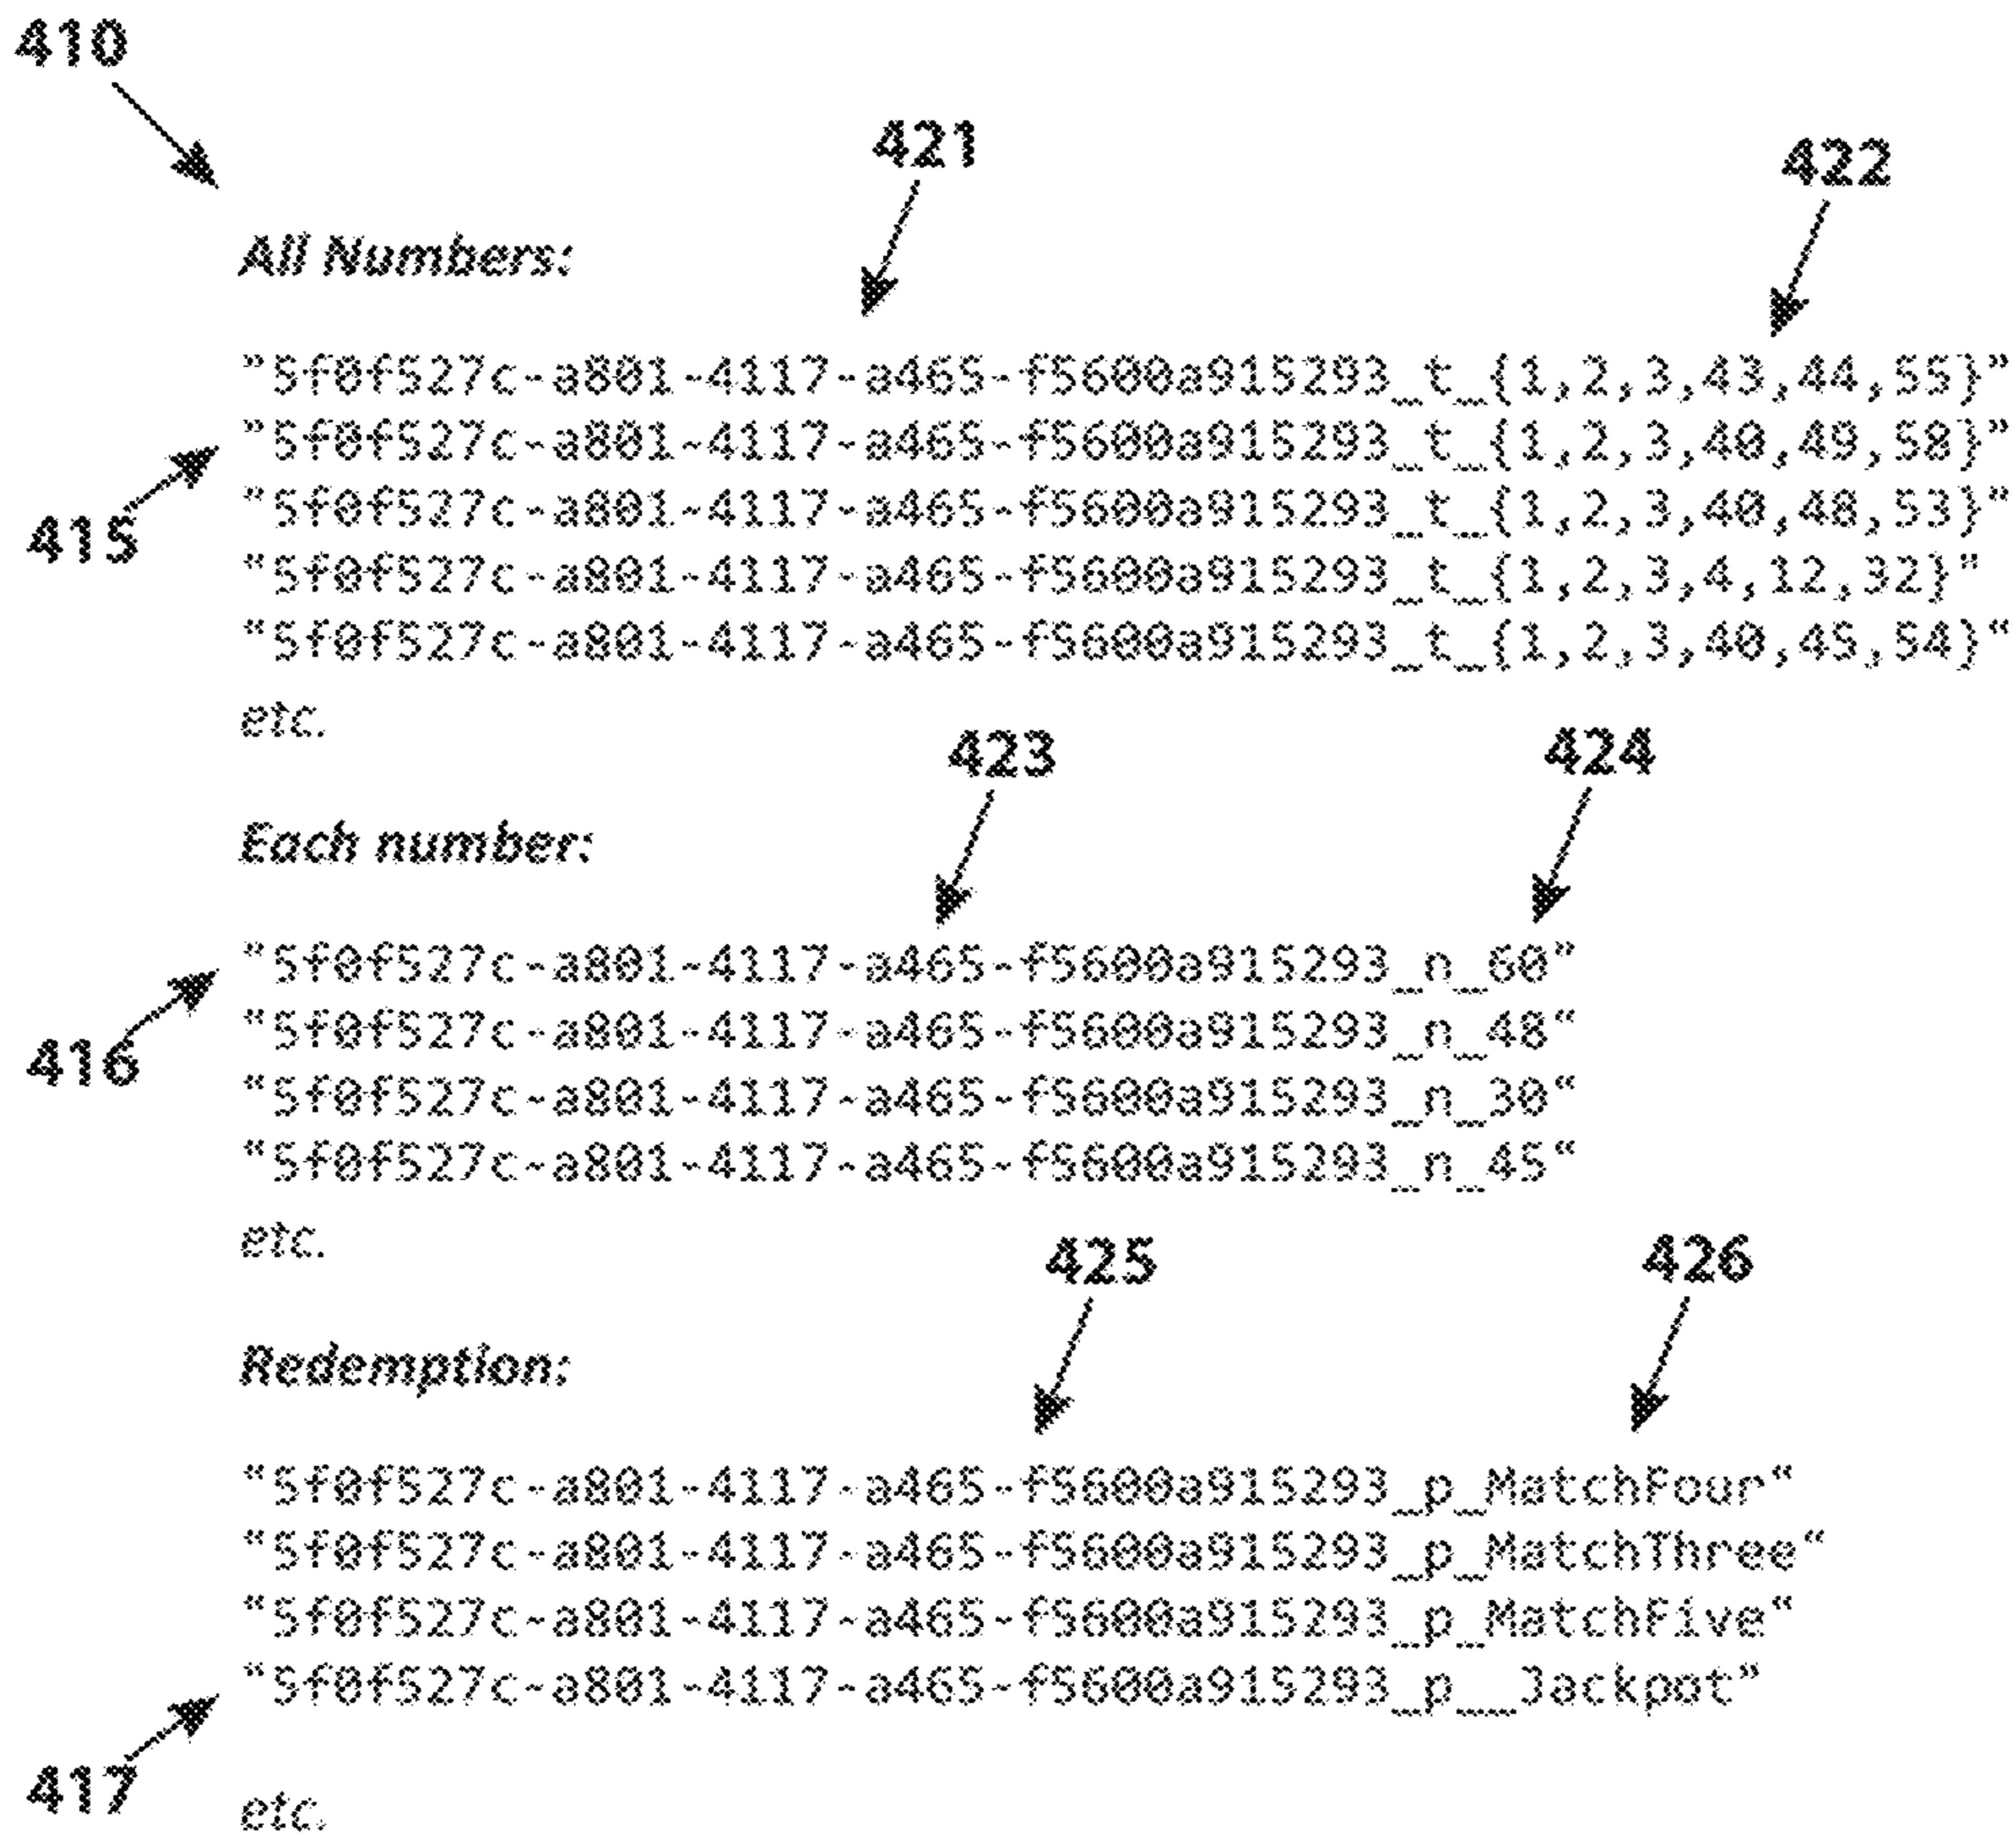 410
421
422
All Numbers:
"5f0f527c-a801-4117-a465-f5600a915293_t_{1,2,3,43,44,55}"
"5f0f527c-a801-4117-a465-f5600a915293_t_{1,2,3,40,49,58}"
415
"5f0f527c-a801-4117-a465-f5600a915293_t_{1,2,3,40,48,53}"
"5f0f527c-a801-4117-a465-f5600a915293_t_{1,2,3,4,12,32}"
"5f0f527c-a801-4117-a465-f5600a915293_t_{1,2,3,40,45,54}"
etc.
423
424
Each number:
"5f0f527c-a801-4117-a465-f5600a915293_n_60"
"5f0f527c-a801-4117-a465-f5600a915293_n_48"
416
"5f0f527c-a801-4117-a465-f5600a915293_n_30"
"5f0f527c-a801-4117-a465-f5600a915293_n_45"
etc.
425
426
Redemption:
"5f0f527c-a801-4117-a465-f5600a915293_p_MatchFour"
"5f0f527c-a801-4117-a465-f5600a915293_p_MatchThree"
"5f0f527c-a801-4117-a465-f5600a915293_p_MatchFive"
"5f0f527c-a801-4117-a465-f5600a915293_p__Jackpot"
417
etc.